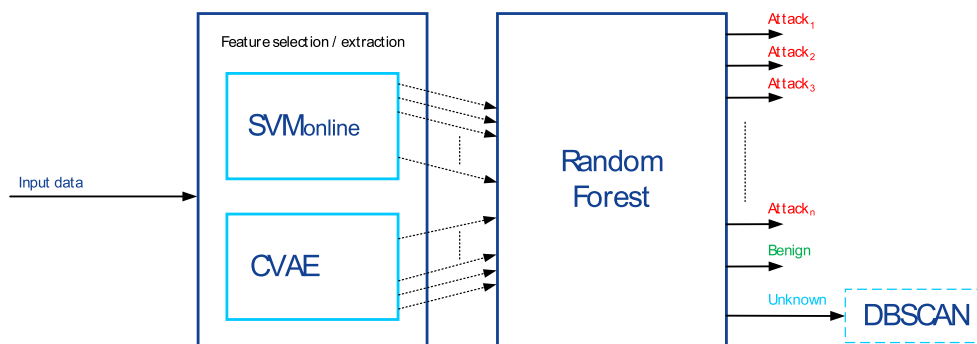 Feature selection / extraction
SVMonline
CVAE
Input data
Random
Forest
Attack₁
Attack₂
Attack₃
Attackₙ
Benign
Unknown
DBSCAN